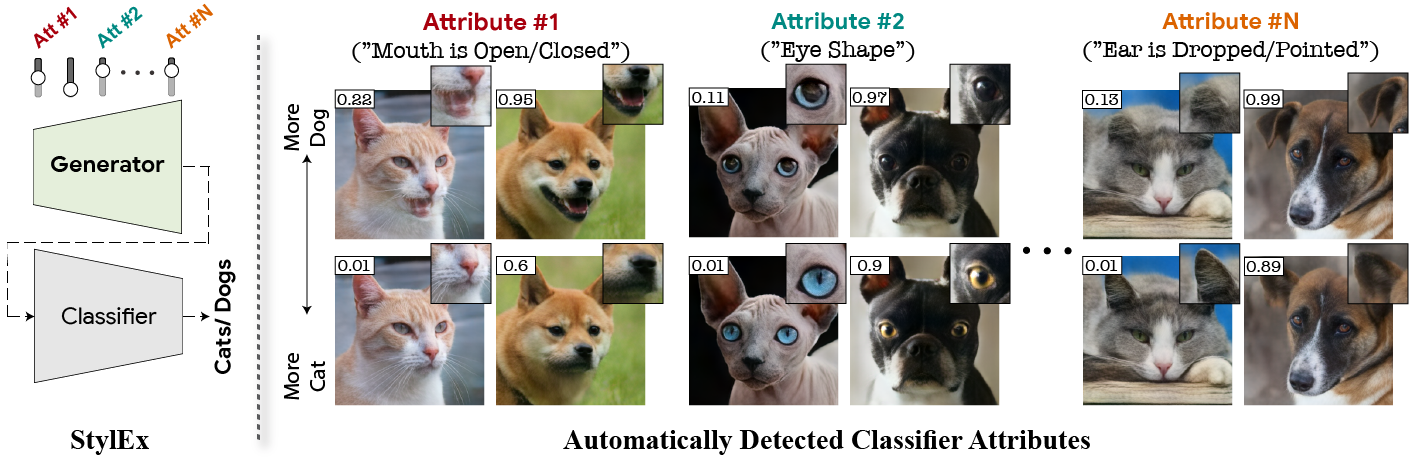 Att #1
Att #2
Att #N
Generator
Classifier
Cats/ Dogs
StylEx
More Dog
More Cat
Attribute #1
("Mouth is Open/Closed")
0.22
0.95
0.01
0.6
Attribute #2
("Eye Shape")
0.11
0.97
0.01
0.9
Attribute #N
("Ear is Dropped/Pointed")
0.13
0.99
0.01
0.89
Automatically Detected Classifier Attributes